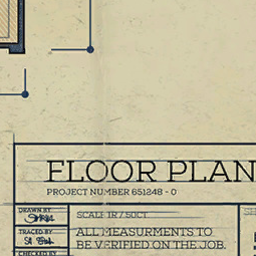 FLOOR PLAN
PROJECT NUMBER 651248 - 0
DRAWN BY
SCALE
TRACED BY
ALL MEASURMENTS TO
BE VERIFIED ON THE JOB.
CHECKED BY